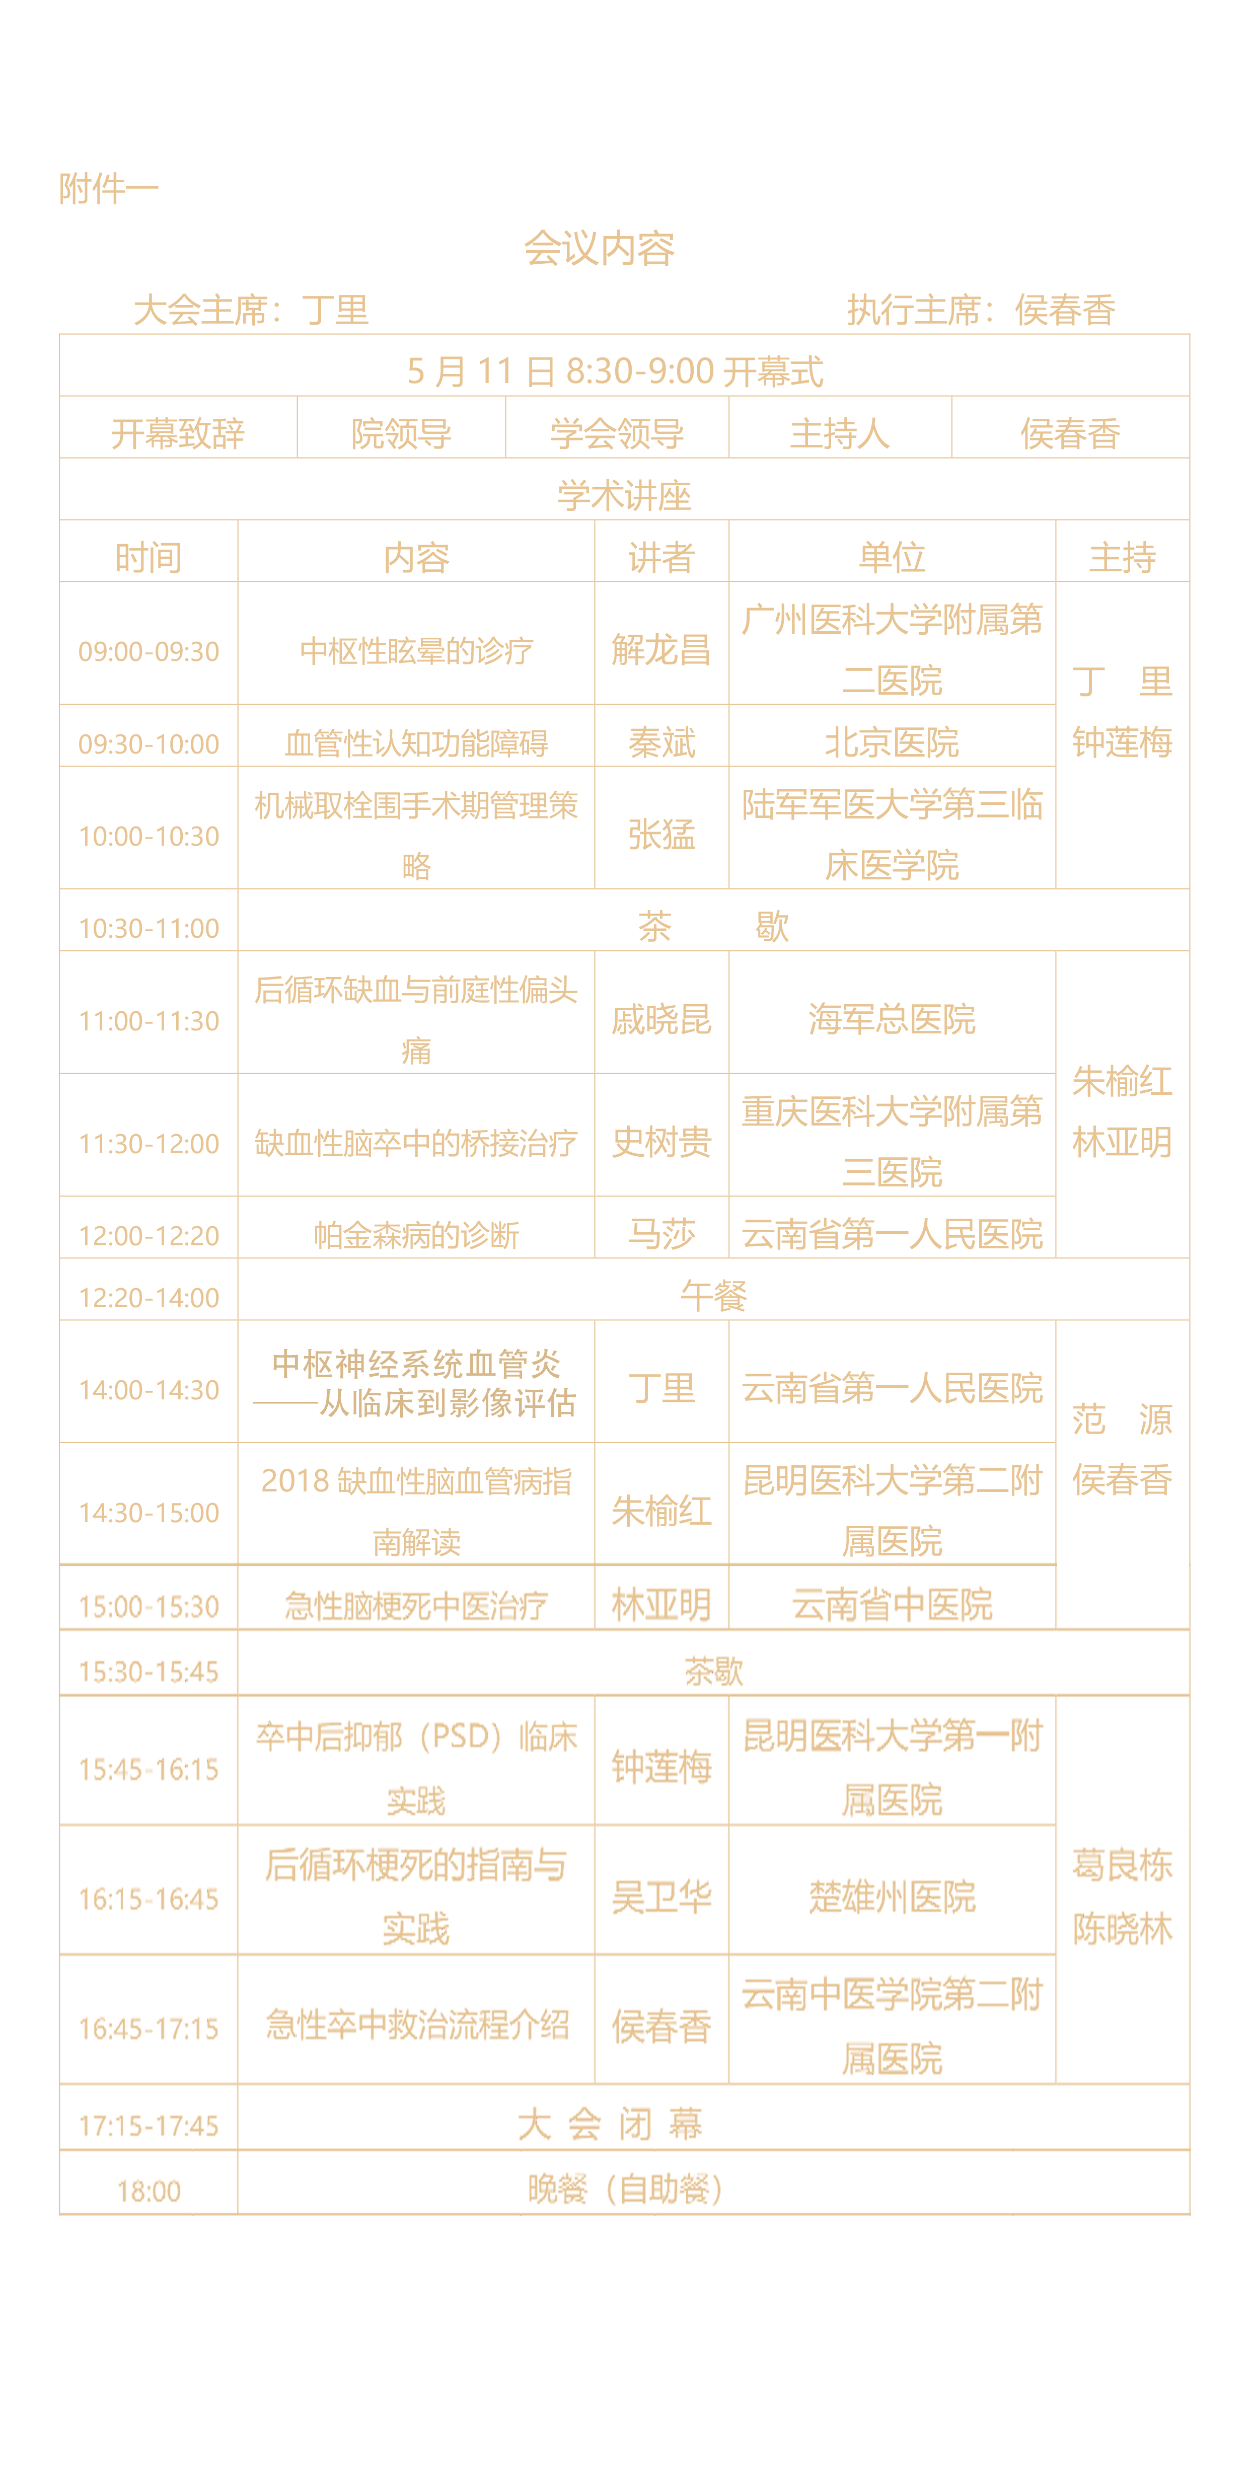 附件一
会议内容
大会主席：丁里 执行主席：侯春香
5 月 11 日 8:30-9:00 开幕式
开幕致辞 院领导 学会领导 主持人 侯春香
学术讲座
时间 内容 讲者 单位 主持
09:00-09:30 中枢性眩晕的诊疗 解龙昌 广州医科大学附属第
二医院
丁 里
钟莲梅
09:30-10:00 血管性认知功能障碍 秦斌 北京医院
10:00-10:30 机械取栓围手术期管理策
略 张猛 陆军军医大学第三临
床医学院
10:30-11:00 茶 歇
11:00-11:30 后循环缺血与前庭性偏头
痛 戚晓昆 海军总医院
朱榆红
林亚明
11:30-12:00 缺血性脑卒中的桥接治疗 史树贵 重庆医科大学附属第
三医院
12:00-12:20 帕金森病的诊断 马莎 云南省第一人民医院
12:20-14:00 午餐
14:00-14:30 中枢神经系统血管炎
——从临床到影像评估 丁里 云南省第一人民医院
范 源
侯春香
14:30-15:00 2018 缺血性脑血管病指
南解读 朱榆红 昆明医科大学第二附
属医院
15:00-15:30 急性脑梗死中医治疗 林亚明 云南省中医院
15:30-15:45 茶歇
15:45-16:15 卒中后抑郁（PSD）临床
实践 钟莲梅 昆明医科大学第一附
属医院
葛良栋
陈晓林
16:15-16:45 后循环梗死的指南与
实践 吴卫华 楚雄州医院
16:45-17:15 急性卒中救治流程介绍 侯春香 云南中医学院第二附
属医院
17:15-17:45 大 会 闭 幕
18:00 晚餐（自助餐）